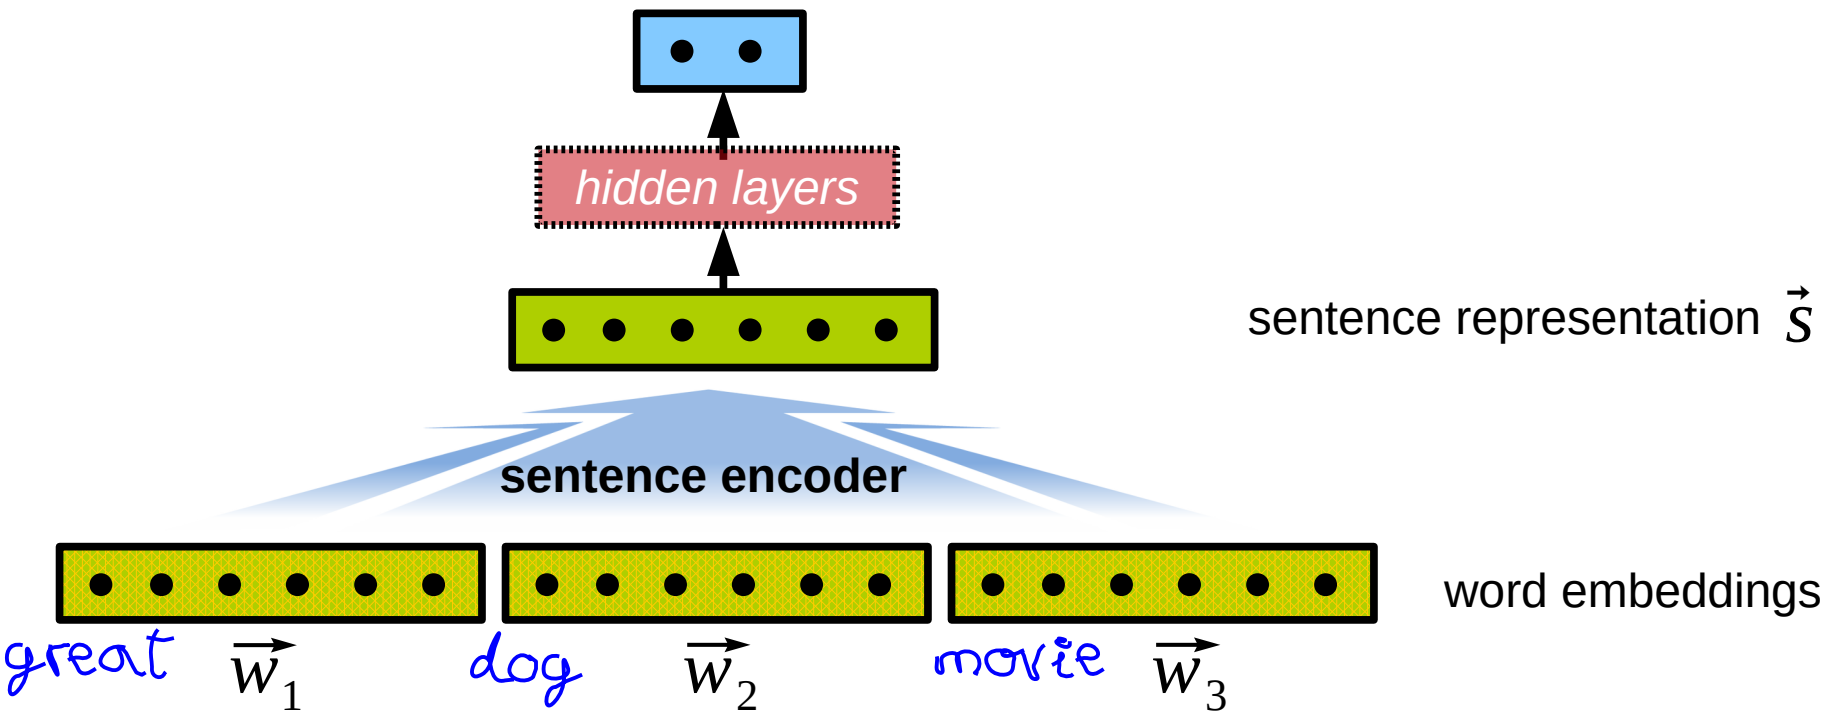 hidden layers
sentence representation s⃗
sentence encoder
word embeddings
great w⃗₁ dog w⃗₂ movie w⃗₃